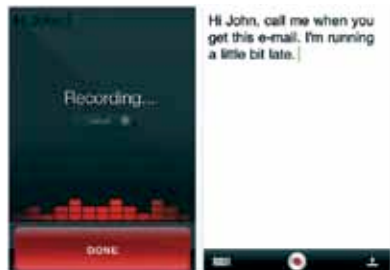 Recording...
DONE
Hi John, call me when you
get this e-mail. I'm running
a little bit late.